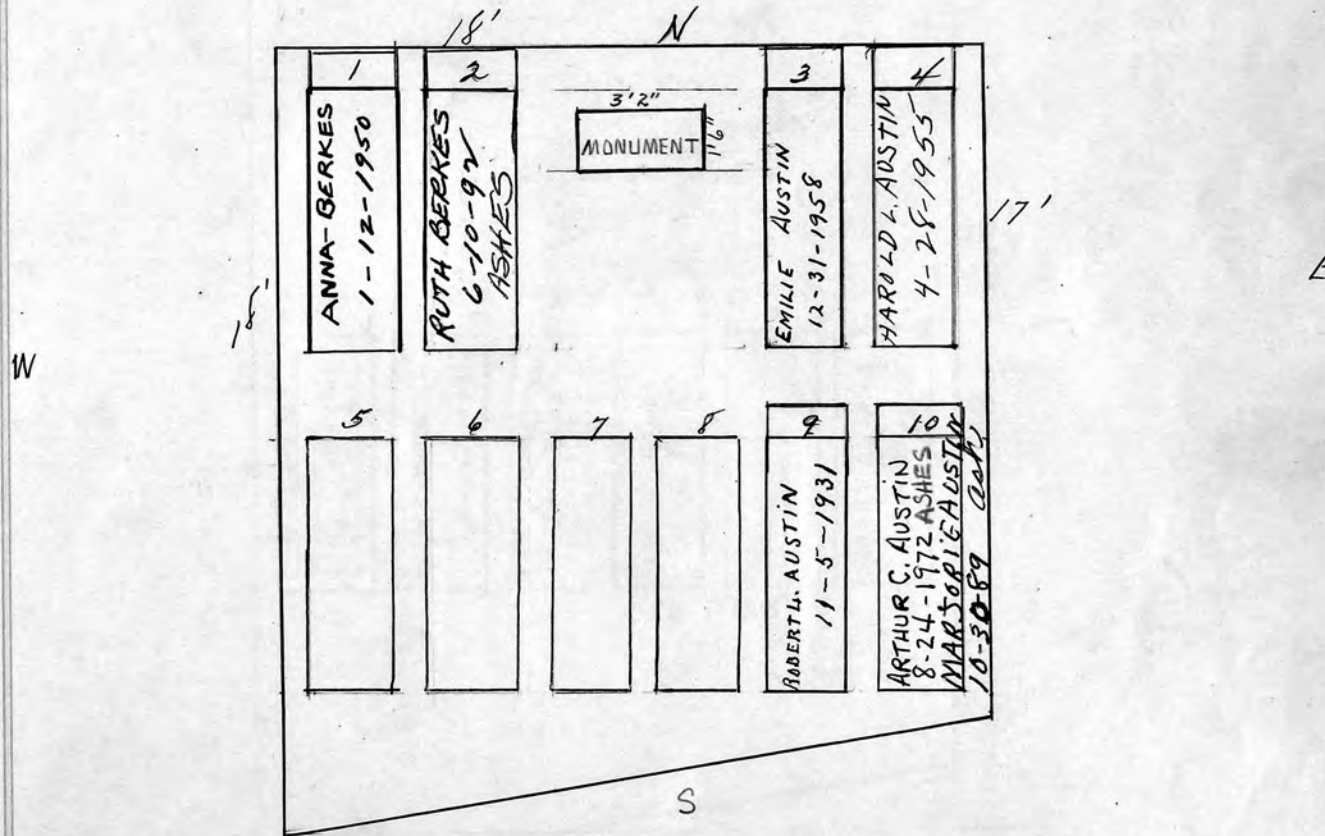 18'
N
1
2
3
4
3'2"
MONUMENT
1'6"
ANNA-BERKES
1-12-1950
RUTH BERKES
6-10-92
ASHES
EMILIE AUSTIN
12-31-1958
HAROLD L. AUSTIN
4-28-1955
17'
18'
W
5
6
7
8
9
10
ROBERT L. AUSTIN
11-5-1931
ARTHUR C. AUSTIN
8-24-1972 ASHES
MARJORIE AUSTIN
10-30-89
S